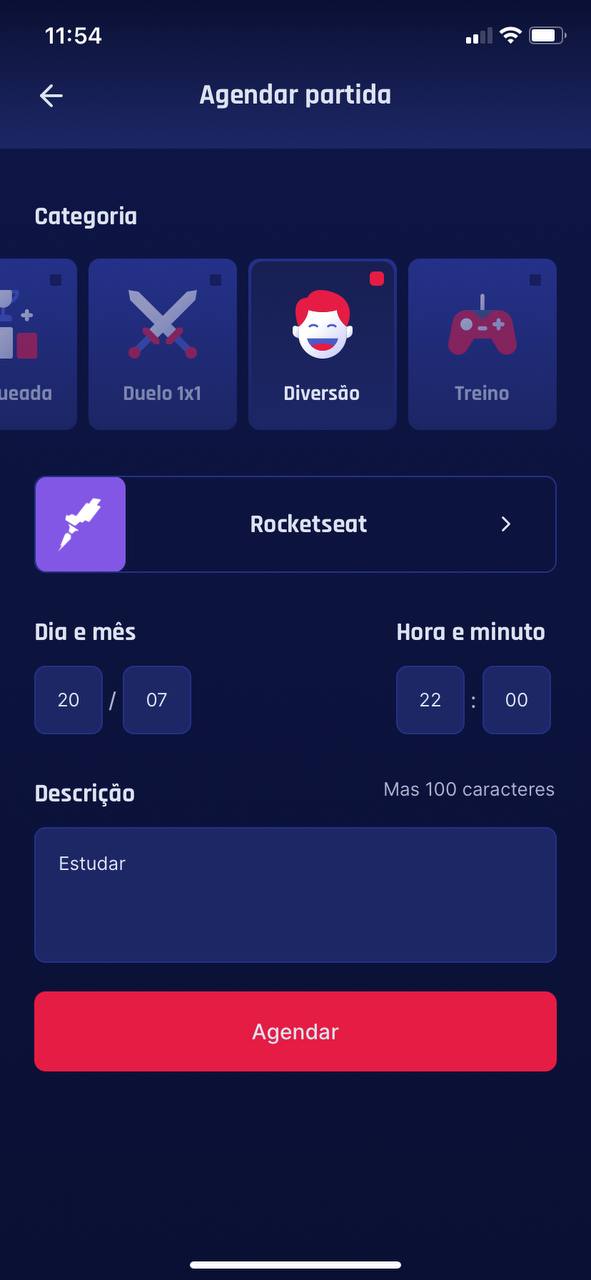 11:54
Agendar partida
Categoria
ueada
Duelo 1x1
Diversão
Treino
Rocketseat
Dia e mês
Hora e minuto
20 / 07
22 : 00
Descrição
Mas 100 caracteres
Estudar
Agendar